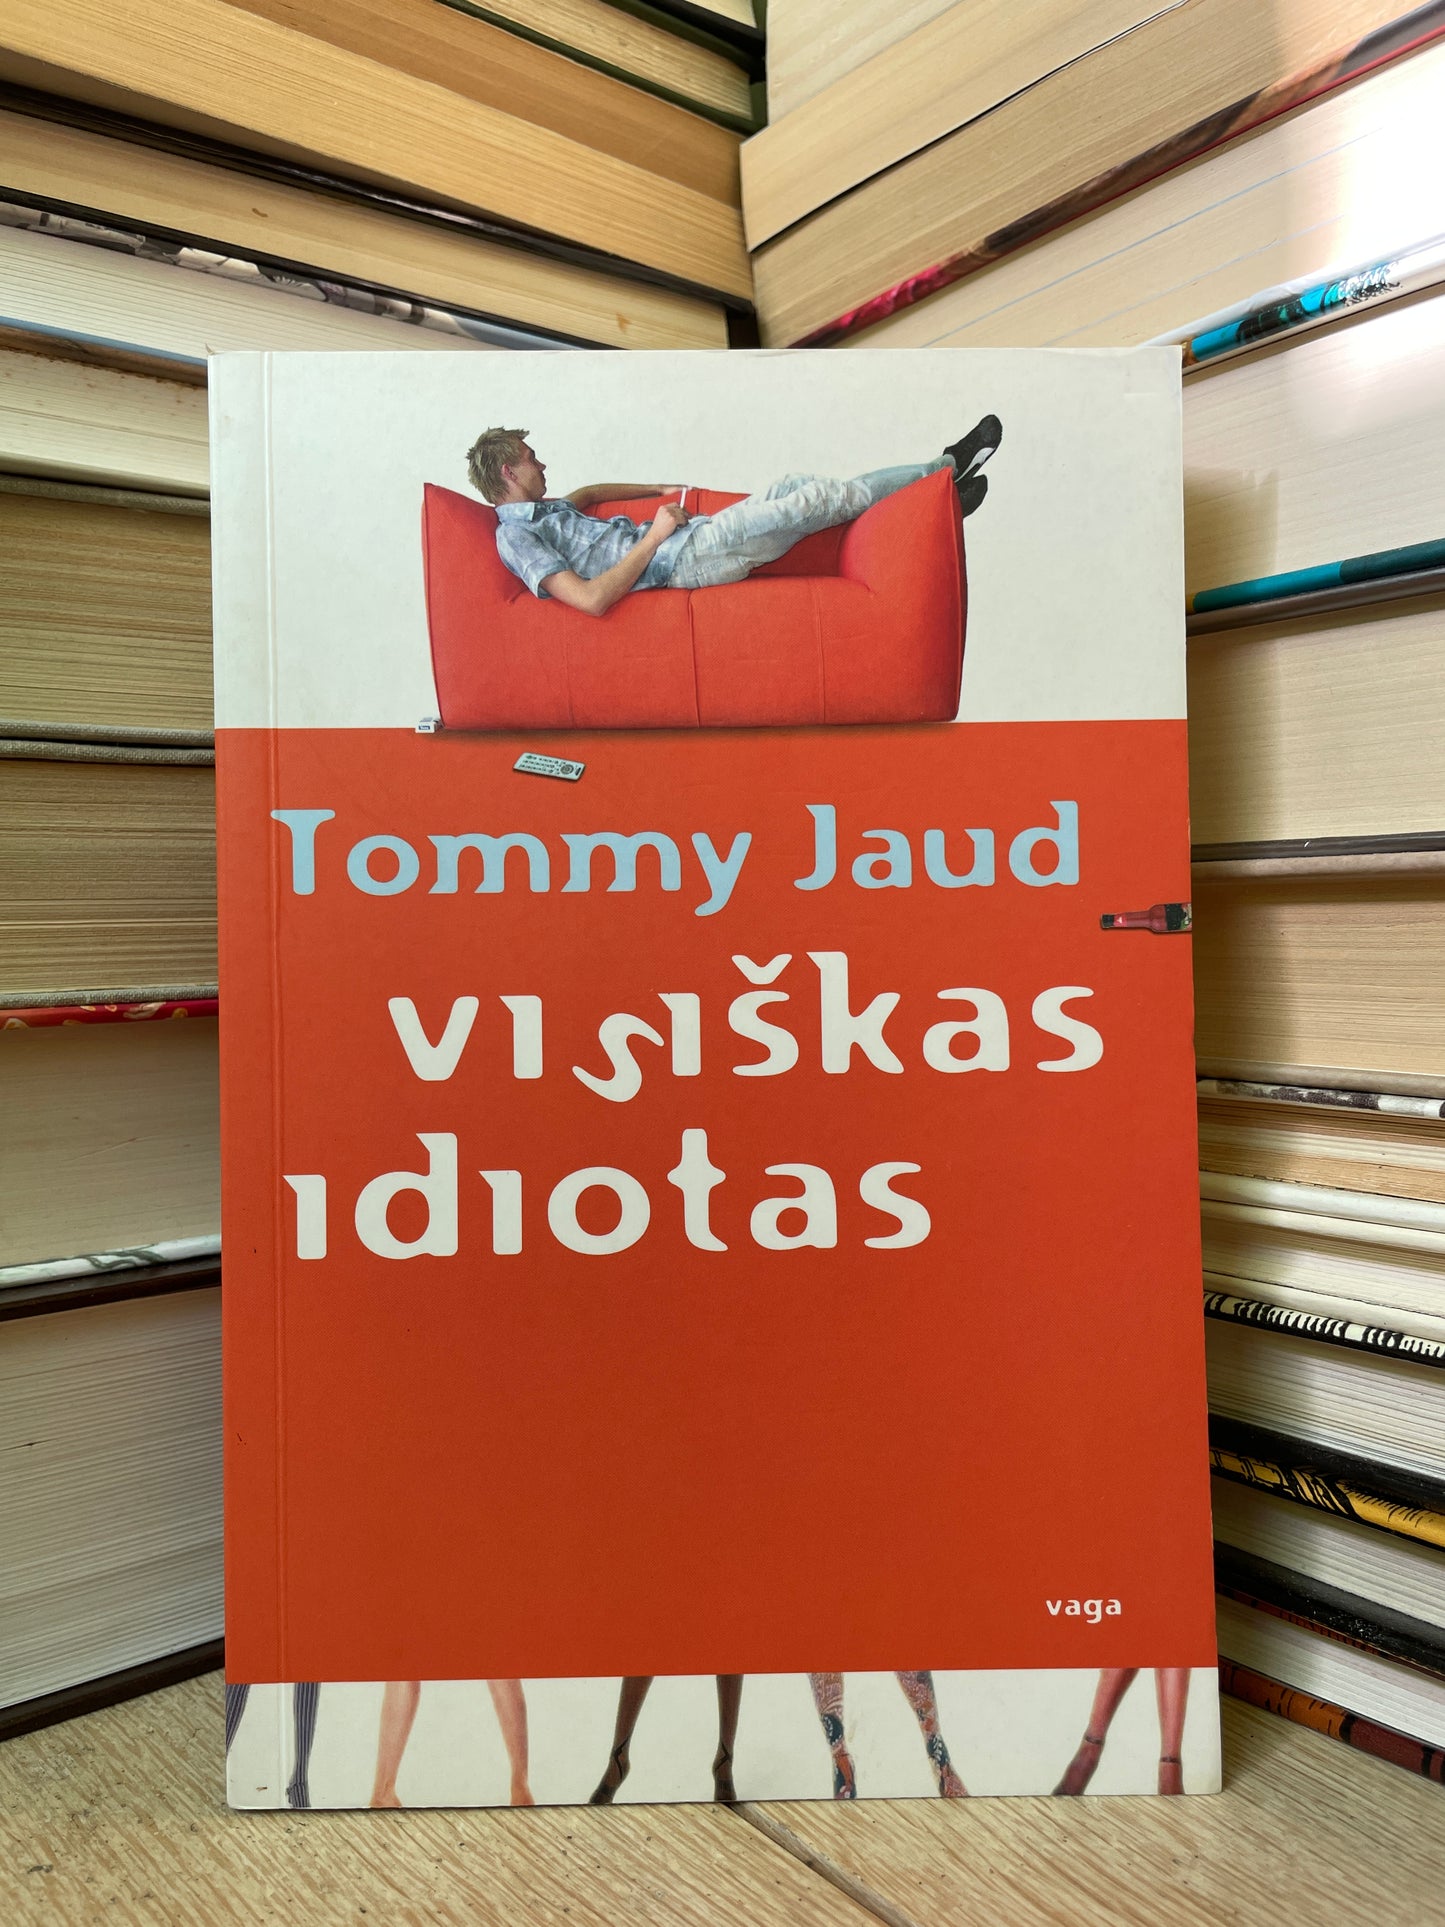 Tommy Jaud
visiškas
idiotas
vaga